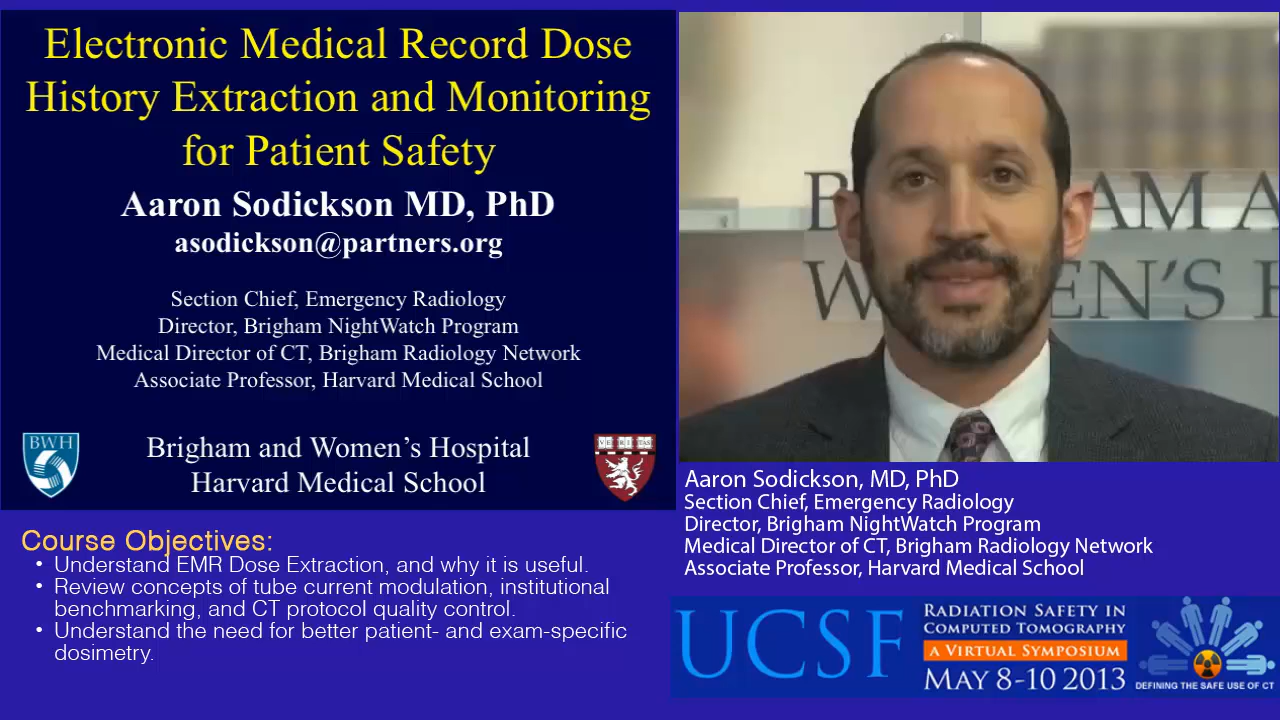 Electronic Medical Record Dose
History Extraction and Monitoring
for Patient Safety
Aaron Sodickson MD, PhD
asodickson@partners.org
Section Chief, Emergency Radiology
Director, Brigham NightWatch Program
Medical Director of CT, Brigham Radiology Network
Associate Professor, Harvard Medical School
BWH
Brigham and Women's Hospital
Harvard Medical School
Course Objectives:
• Understand EMR Dose Extraction, and why it is useful.
• Review concepts of tube current modulation, institutional
benchmarking, and CT protocol quality control.
• Understand the need for better patient- and exam-specific
dosimetry.
B AM A
W EN'S
Aaron Sodickson, MD, PhD
Section Chief, Emergency Radiology
Director, Brigham NightWatch Program
Medical Director of CT, Brigham Radiology Network
Associate Professor, Harvard Medical School
UCSF
RADIATION SAFETY IN
COMPUTED TOMOGRAPHY
A VIRTUAL SYMPOSIUM
MAY 8-10 2013
DEFINING THE SAFE USE OF CT